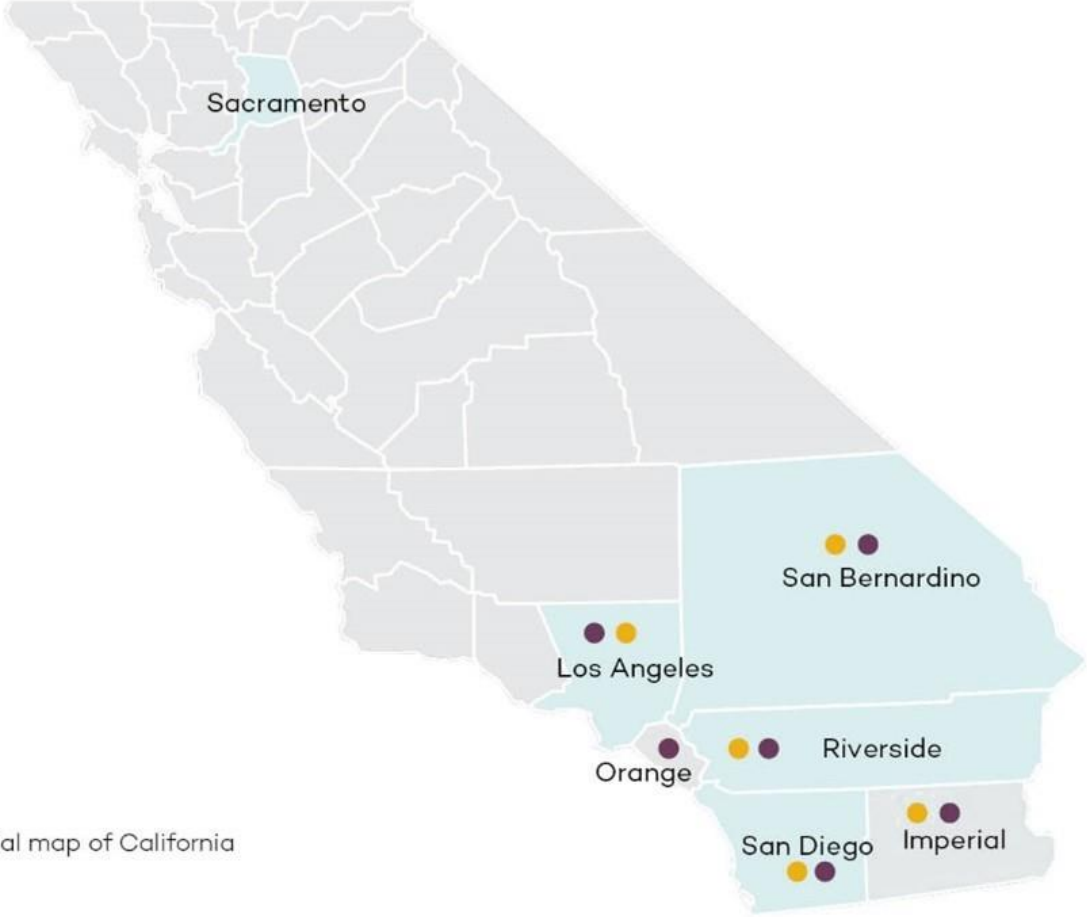 Sacramento
San Bernardino
Los Angeles
Riverside
Orange
San Diego
Imperial
al map of California